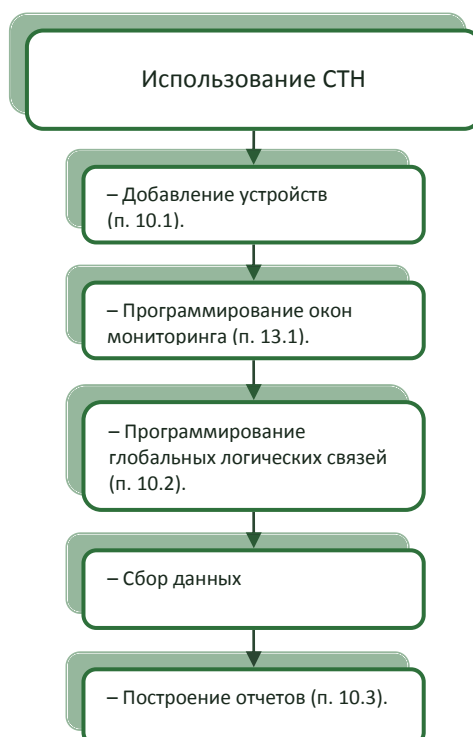 Использование СТН
– Добавление устройств
(п. 10.1).
– Программирование окон
мониторинга (п. 13.1).
– Программирование
глобальных логических связей
(п. 10.2).
– Сбор данных
– Построение отчетов (п. 10.3).